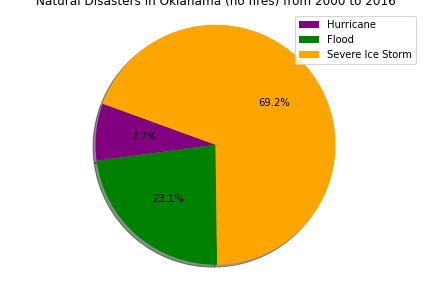 Natural Disasters in Oklahama (no fires) from 2000 to 2016
Hurricane
Flood
Severe Ice Storm
69.2%
7.7%
23.1%